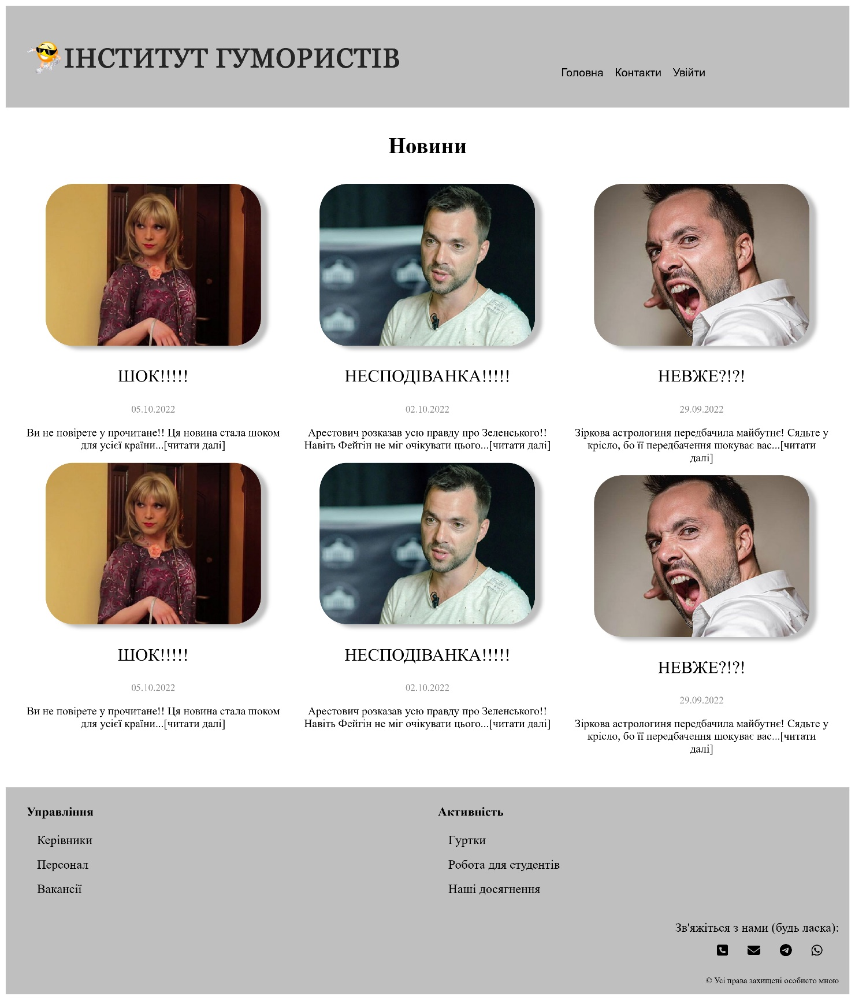 ІНСТИТУТ ГУМОРИСТІВ
Головна Контакти Увійти
Новини
ШОК!!!!!
05.10.2022
Ви не повірете у прочитане!! Ця новина стала шоком
для усієї країни...[читати далі]
НЕСПОДІВАНКА!!!!!
02.10.2022
Арестович розказав усю правду про Зеленського!!
Навіть Фейгін не міг очікувати цього...[читати далі]
НЕВЖЕ?!?!
29.09.2022
Зіркова астрологиня передбачила майбутнє! Сядьте у
крісло, бо її передбачення шокуває вас...[читати
далі]
ШОК!!!!!
05.10.2022
Ви не повірете у прочитане!! Ця новина стала шоком
для усієї країни...[читати далі]
НЕСПОДІВАНКА!!!!!
02.10.2022
Арестович розказав усю правду про Зеленського!!
Навіть Фейгін не міг очікувати цього...[читати далі]
НЕВЖЕ?!?!
29.09.2022
Зіркова астрологиня передбачила майбутнє! Сядьте у
крісло, бо її передбачення шокуває вас...[читати
далі]
Управління
Керівники
Персонал
Вакансії
Активність
Гуртки
Робота для студентів
Наші досягнення
Зв'яжіться з нами (будь ласка):
© Усі права захищені особисто мною